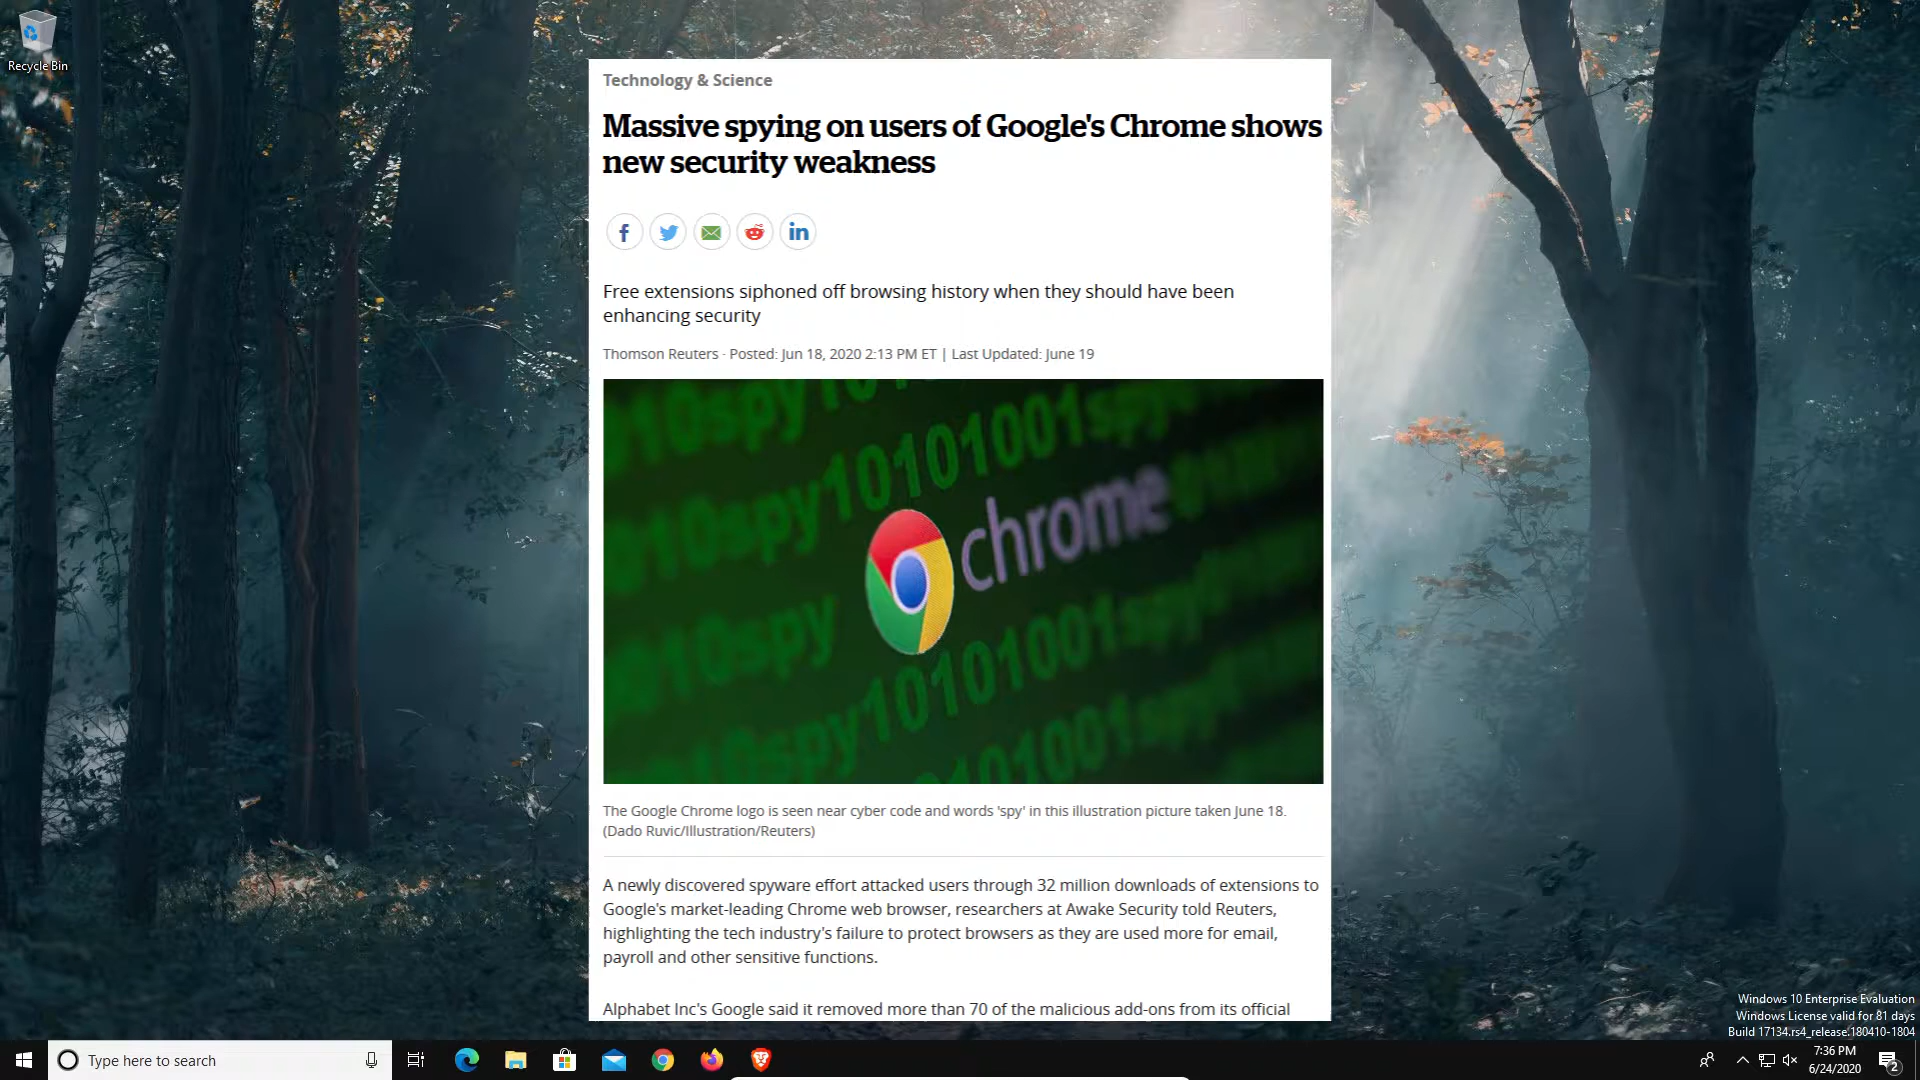 Recycle Bin
Technology & Science
Massive spying on users of Google's Chrome shows
new security weakness
Free extensions siphoned off browsing history when they should have been
enhancing security
Thomson Reuters · Posted: Jun 18, 2020 2:13 PM ET | Last Updated: June 19
010spy101
10101001spy
010spy
chrome
010spy
10101001spy
spy10101001spy
The Google Chrome logo is seen near cyber code and words 'spy' in this illustration picture taken June 18.
(Dado Ruvic/Illustration/Reuters)
A newly discovered spyware effort attacked users through 32 million downloads of extensions to
Google's market-leading Chrome web browser, researchers at Awake Security told Reuters,
highlighting the tech industry's failure to protect browsers as they are used more for email,
payroll and other sensitive functions.
Alphabet Inc's Google said it removed more than 70 of the malicious add-ons from its official
Windows 10 Enterprise Evaluation
Windows License valid for 81 days
Build 17134.rs4_release.180410-1804
Type here to search
7:36 PM
6/24/2020
2